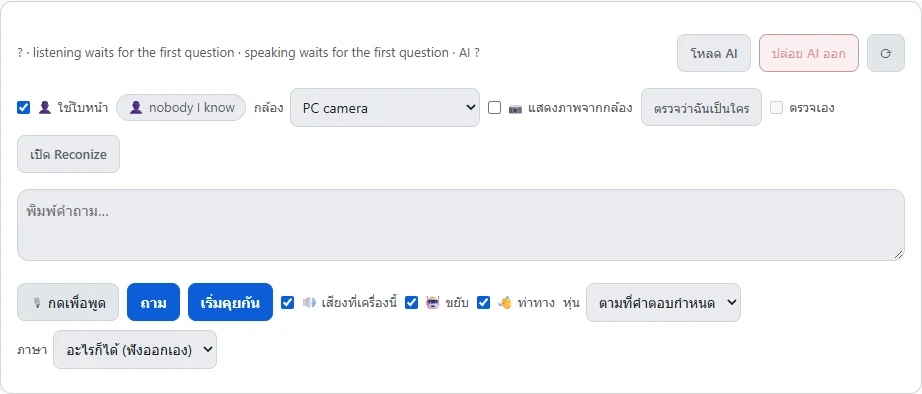 ? · listening waits for the first question · speaking waits for the first question · AI ? โหลด AI ปล่อย AI ออก ⟳
👤 ใช้ใบหน้า 👤 nobody I know กล้อง PC camera 📷 แสดงภาพจากกล้อง ตรวจว่าฉันเป็นใคร ตรวจเอง
เปิด Reconize
พิมพ์คำถาม...
🎙 กดเพื่อพูด ถาม เริ่มคุยกัน 🔊 เสียงที่เครื่องนี้ 🤖 ขยับ 👋 ท่าทาง หุ่น ตามที่คำตอบกำหนด
ภาษา อะไรก็ได้ (ฟังออกเอง)